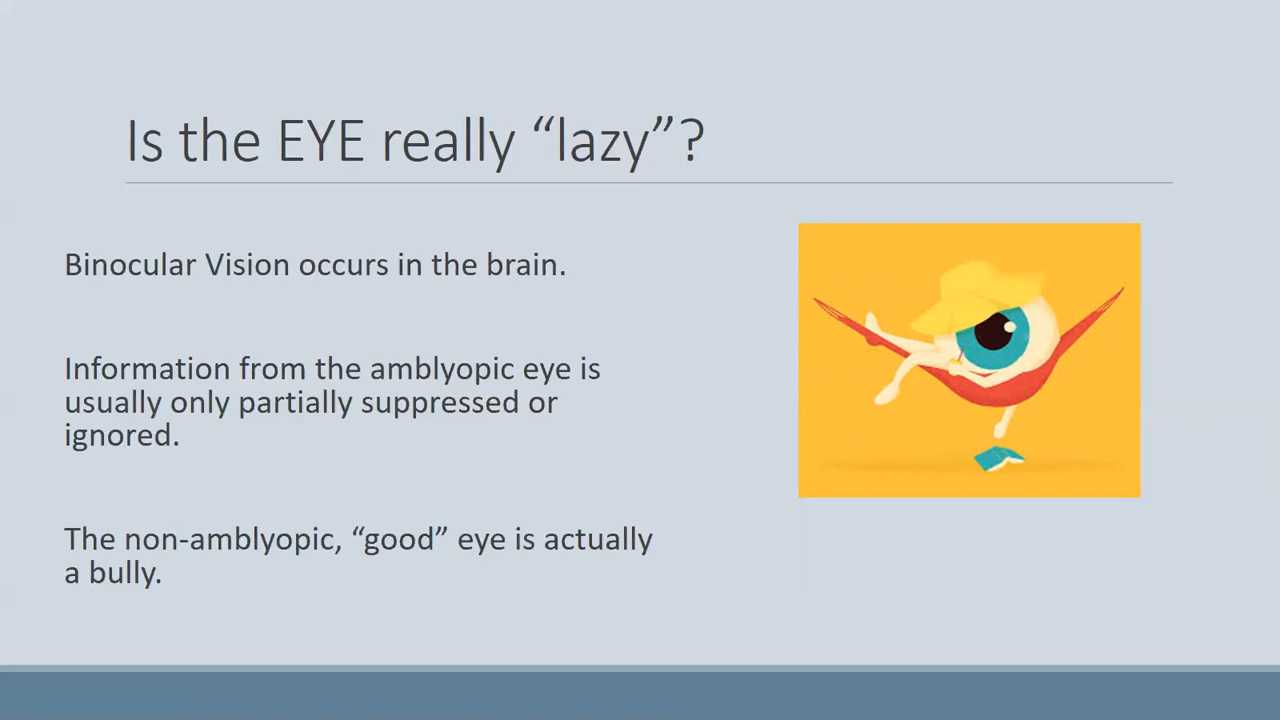 Is the EYE really “lazy”?
Binocular Vision occurs in the brain.
Information from the amblyopic eye is
usually only partially suppressed or
ignored.
The non-amblyopic, “good” eye is actually
a bully.